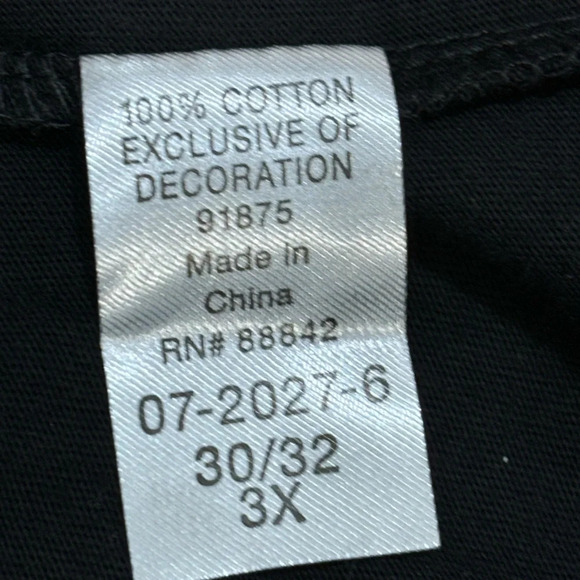 100% COTTON
EXCLUSIVE OF
DECORATION
91875
Made in
China
RN# 88842
07-2027-6
30/32
3X